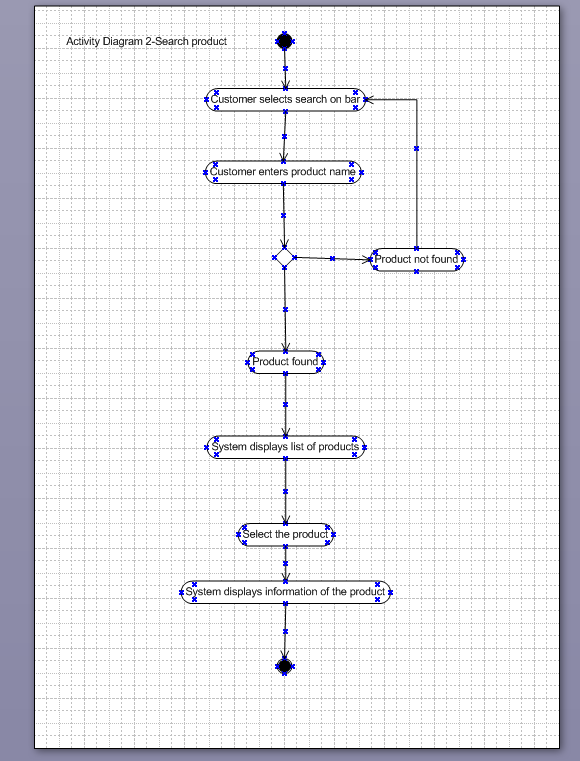 Activity Diagram 2-Search product
Customer selects search on bar
Customer enters product name
Product not found
Product found
System displays list of products
Select the product
System displays information of the product